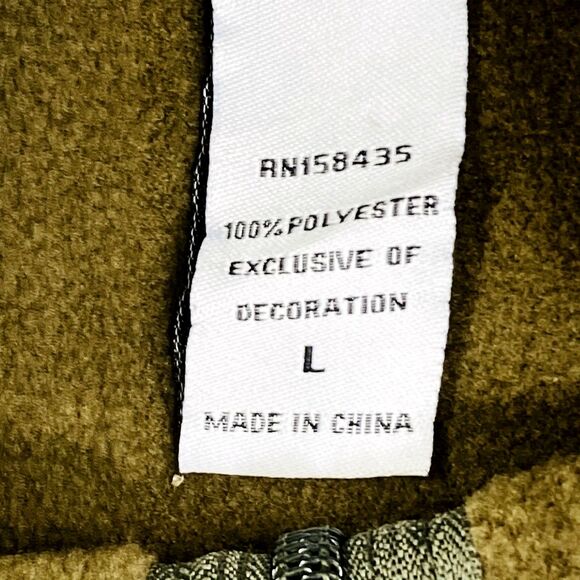 RN158435
100%POLYESTER
EXCLUSIVE OF
DECORATION
L
MADE IN CHINA